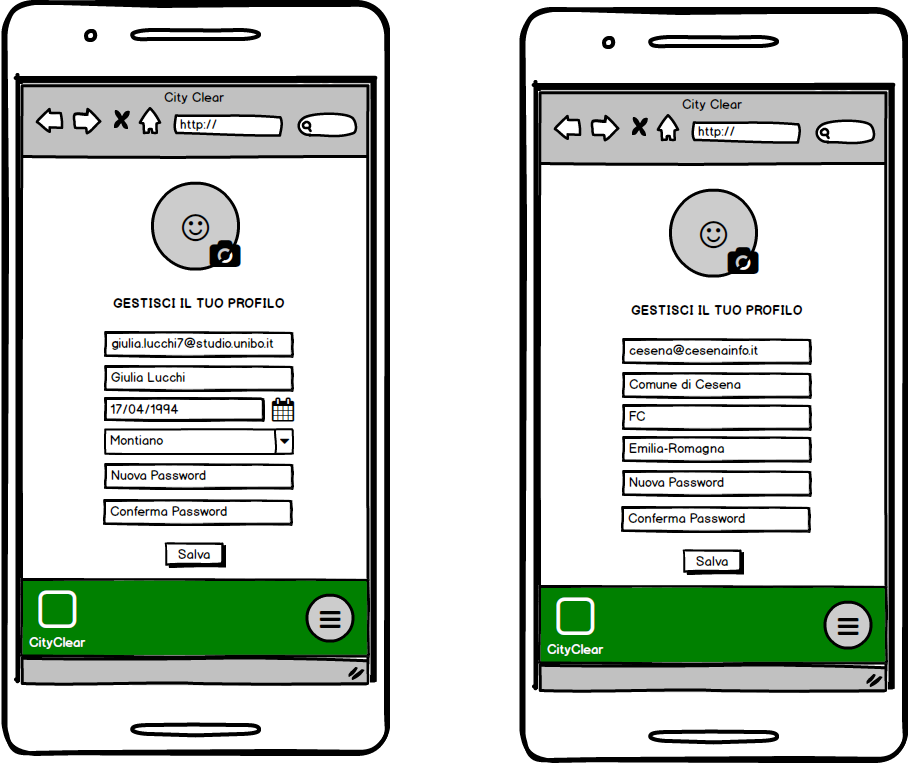 City Clear
http://
GESTISCI IL TUO PROFILO
giulia.lucchi7@studio.unibo.it
Giulia Lucchi
17/04/1994
Montiano
Nuova Password
Conferma Password
Salva
CityClear
City Clear
http://
GESTISCI IL TUO PROFILO
cesena@cesenainfo.it
Comune di Cesena
FC
Emilia-Romagna
Nuova Password
Conferma Password
Salva
CityClear